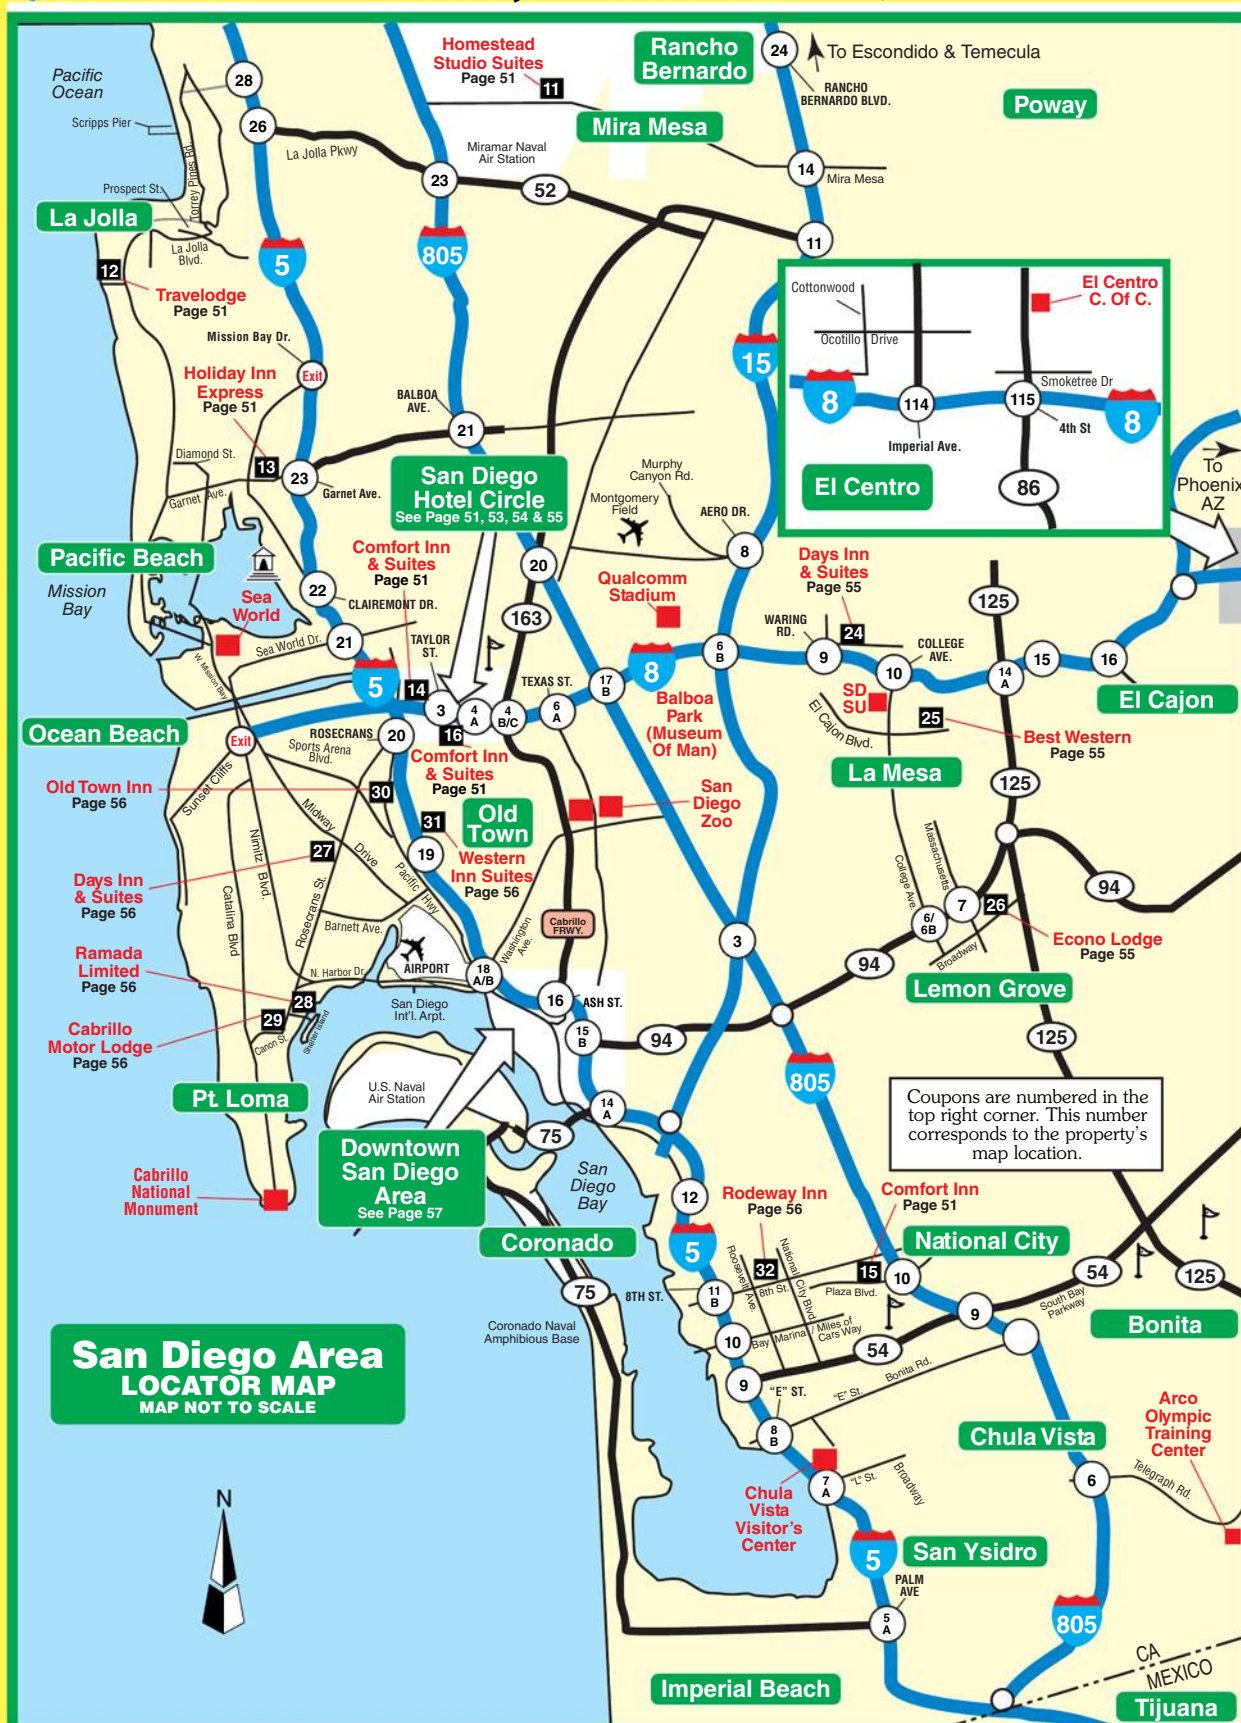 Homestead
Studio Suites
Page 51
11
Rancho
Bernardo
24
To Escondido & Temecula
RANCHO
BERNARDO BLVD.
Poway
Pacific
Ocean
28
26
Scripps Pier
La Jolla Pkwy
Mira Mesa
Miramar Naval
Air Station
23
52
14
Mira Mesa
Prospect St.
Torrey Pines Rd.
La Jolla
La Jolla
Blvd.
5
805
11
12
Travelodge
Page 51
Mission Bay Dr.
Exit
Holiday Inn
Express
Page 51
15
Cottonwood
Ocotillo Drive
El Centro
C. Of C.
Smoketree Dr
8
114
115
8
4th St
Imperial Ave.
El Centro
86
To
Phoenix
AZ
BALBOA
AVE.
21
Diamond St.
13
23
Garnet Ave.
Garnet Ave.
San Diego
Hotel Circle
See Page 51, 53, 54 & 55
Murphy
Canyon Rd.
Montgomery
Field
AERO DR.
8
Pacific Beach
Mission
Bay
Sea
World
Comfort Inn
& Suites
Page 51
20
22
CLAIREMONT DR.
Qualcomm
Stadium
Days Inn
& Suites
Page 55
125
163
21
Sea World Dr.
TAYLOR
ST.
WARING
RD.
24
COLLEGE
AVE.
W. Mission Bay
5
14
3
4
A
4
B/C
TEXAS ST.
6
A
17
B
8
6
B
9
10
14
A
15
16
El Cajon
Ocean Beach
Exit
ROSECRANS
Sports Arena
Blvd.
20
16
Comfort Inn
& Suites
Page 51
Balboa
Park
(Museum
Of Man)
SD
SU
El Cajon Blvd.
25
Best Western
Page 55
La Mesa
125
Old Town Inn
Page 56
Sunset Cliffs
30
San
Diego
Zoo
31
Old
Town
Nimitz Blvd.
Midway
Drive
27
19
Western
Inn Suites
Page 56
Pacific Hwy
Massachusetts
College Ave.
94
Days Inn
& Suites
Page 56
Catalina Blvd
Rosecrans St.
Barnett Ave.
Cabrillo
FRWY.
Washington
Ave.
3
6/
6B
7
26
Econo Lodge
Page 55
Broadway
94
Ramada
Limited
Page 56
N. Harbor Dr.
AIRPORT
18
A/B
16
ASH ST.
Lemon Grove
28
29
San Diego
Int'l. Arpt.
Cabrillo
Motor Lodge
Page 56
Canon St.
Shelter Island
15
B
94
125
805
Pt. Loma
U.S. Naval
Air Station
14
A
75
Coupons are numbered in the
top right corner. This number
corresponds to the property's
map location.
Downtown
San Diego
Area
See Page 57
San
Diego
Bay
Cabrillo
National
Monument
12
Rodeway Inn
Page 56
Comfort Inn
Page 51
Coronado
5
National City
75
8TH ST.
11
B
Roosevelt Ave.
32
National City Blvd.
8th St.
15
Plaza Blvd.
10
54
125
South Bay
Parkway
Coronado Naval
Amphibious Base
10
Bay Marina / Miles of
Cars Way
54
9
Bonita
San Diego Area
LOCATOR MAP
MAP NOT TO SCALE
9
"E" ST.
"E" St.
Bonita Rd.
8
B
Chula Vista
Arco
Olympic
Training
Center
7
A
"L" St.
Broadway
6
Telegraph Rd.
Chula
Vista
Visitor's
Center
N
5
San Ysidro
PALM
AVE
5
A
805
CA
MEXICO
Imperial Beach
Tijuana